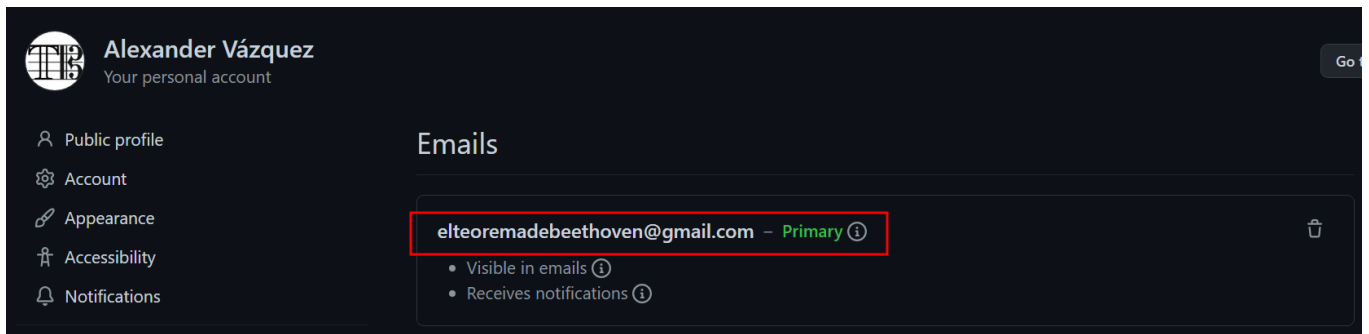 Alexander Vázquez
Your personal account
Go
Public profile
Account
Appearance
Accessibility
Notifications
Emails
elteoremadebeethoven@gmail.com – Primary
Visible in emails
Receives notifications